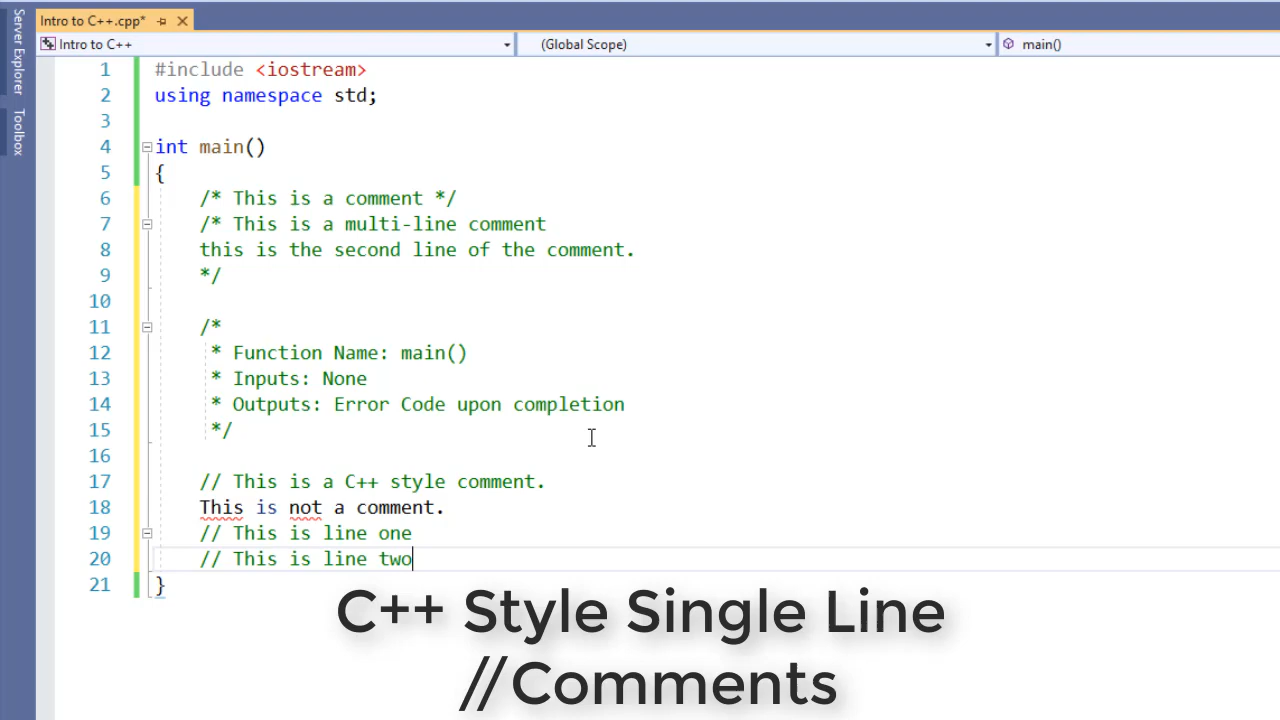 Server Explorer
Toolbox
Intro to C++.cpp*
Intro to C++
(Global Scope)
main()
1 #include <iostream>
2 using namespace std;
3
4 int main()
5 {
6 /* This is a comment */
7 /* This is a multi-line comment
8 this is the second line of the comment.
9 */
10
11 /*
12 * Function Name: main()
13 * Inputs: None
14 * Outputs: Error Code upon completion
15 */
16
17 // This is a C++ style comment.
18 This is not a comment.
19 // This is line one
20 // This is line two
21 }
C++ Style Single Line
//Comments